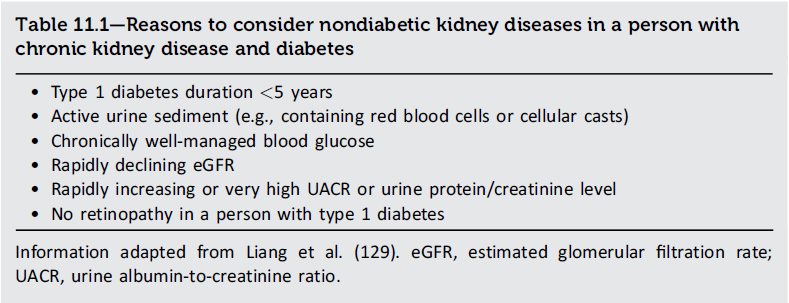 Table 11.1—Reasons to consider nondiabetic kidney diseases in a person with
chronic kidney disease and diabetes
• Type 1 diabetes duration <5 years
• Active urine sediment (e.g., containing red blood cells or cellular casts)
• Chronically well-managed blood glucose
• Rapidly declining eGFR
• Rapidly increasing or very high UACR or urine protein/creatinine level
• No retinopathy in a person with type 1 diabetes
Information adapted from Liang et al. (129). eGFR, estimated glomerular filtration rate;
UACR, urine albumin-to-creatinine ratio.